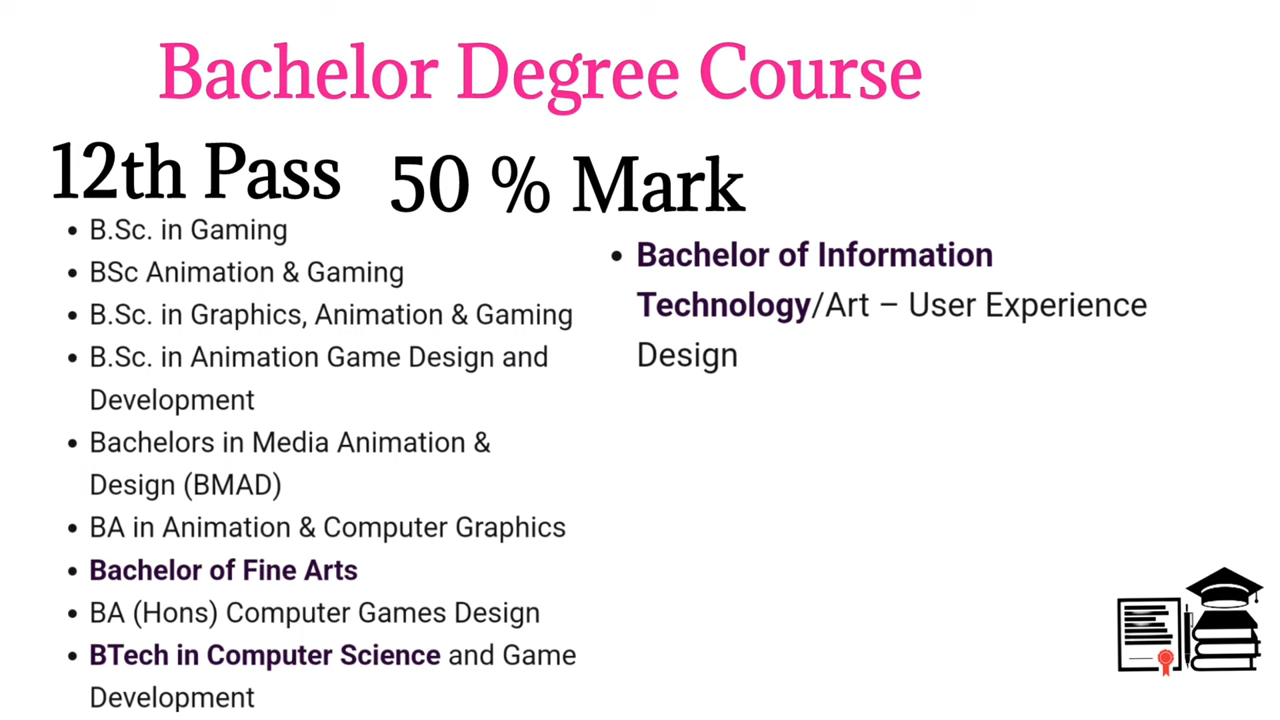 Bachelor Degree Course
12th Pass
50 % Mark
• B.Sc. in Gaming
• BSc Animation & Gaming
• B.Sc. in Graphics, Animation & Gaming
• B.Sc. in Animation Game Design and
Development
• Bachelors in Media Animation &
Design (BMAD)
• BA in Animation & Computer Graphics
• Bachelor of Fine Arts
• BA (Hons) Computer Games Design
• BTech in Computer Science and Game
Development
• Bachelor of Information
Technology/Art – User Experience
Design